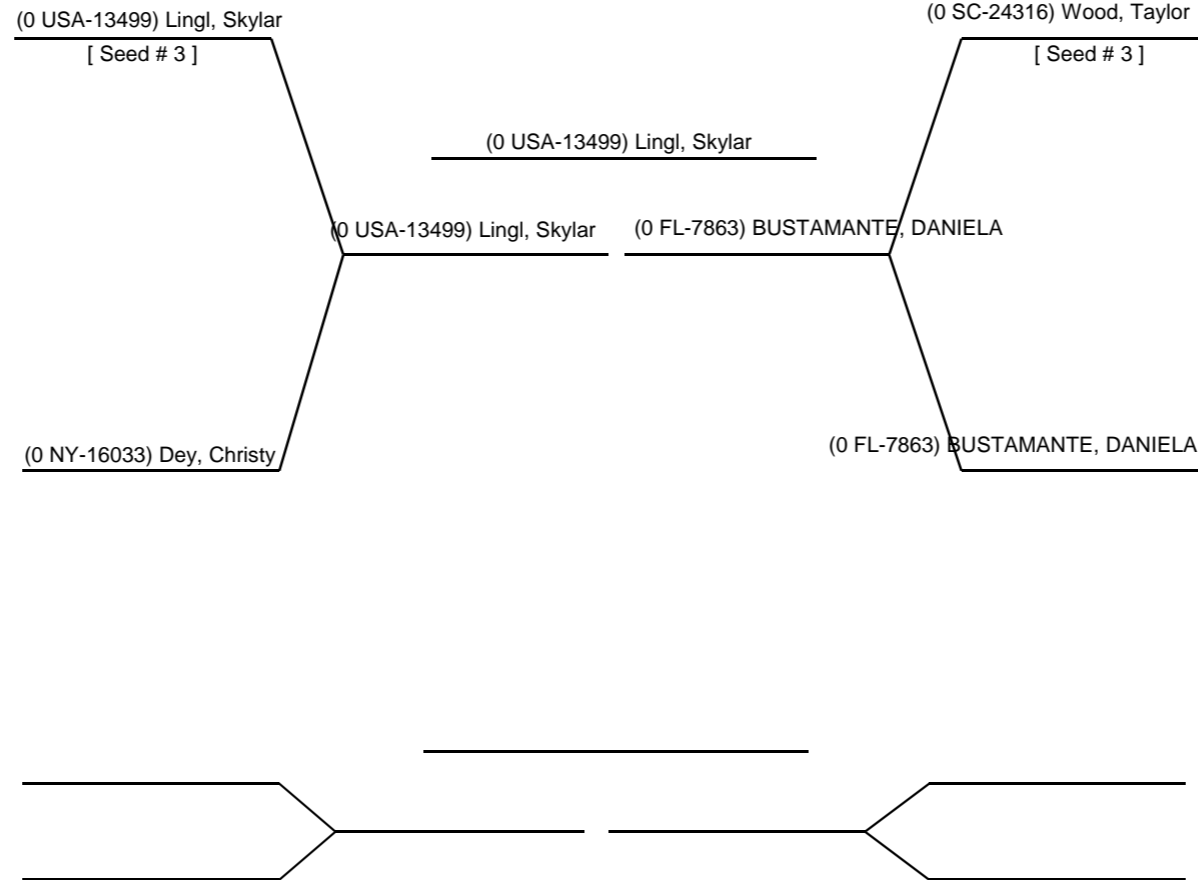 (0 USA-13499) Lingl, Skylar
[ Seed # 3 ]
(0 SC-24316) Wood, Taylor
[ Seed # 3 ]
(0 USA-13499) Lingl, Skylar
(0 USA-13499) Lingl, Skylar
(0 FL-7863) BUSTAMANTE, DANIELA
(0 NY-16033) Dey, Christy
(0 FL-7863) BUSTAMANTE, DANIELA